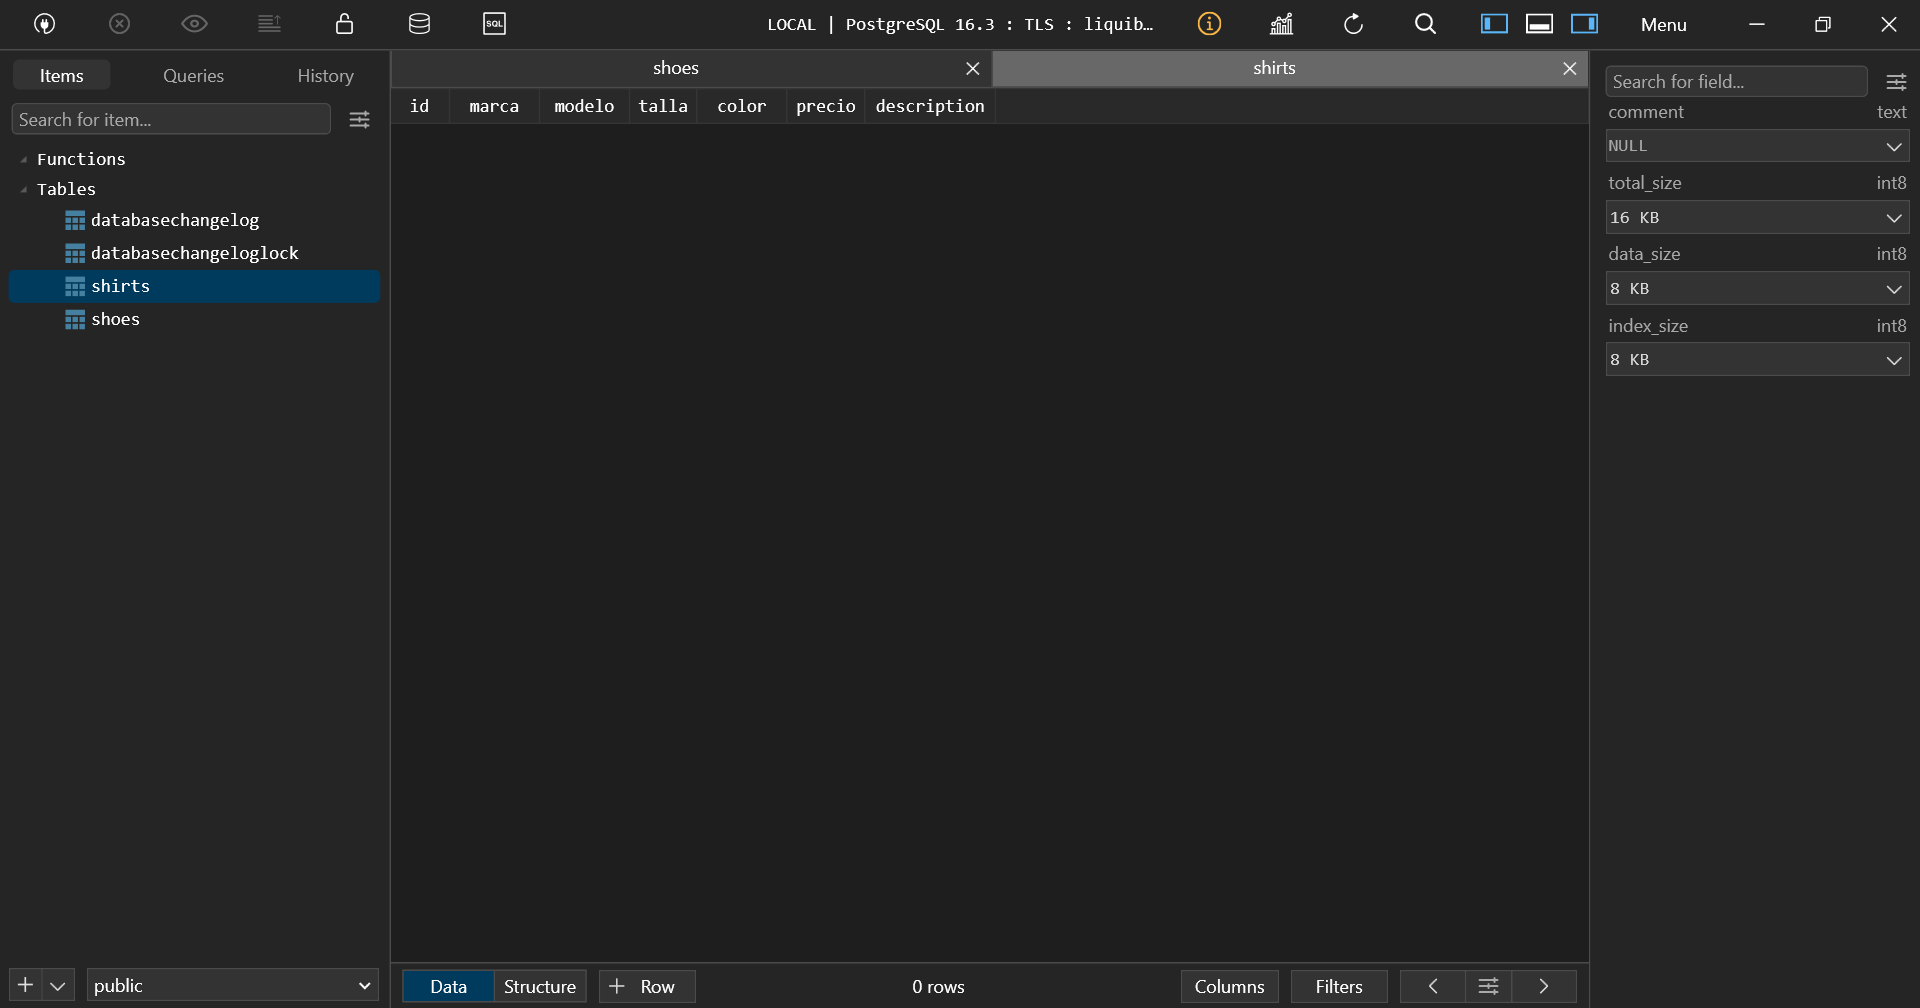 SQL
LOCAL | PostgreSQL 16.3 : TLS : liquib...
Menu
Items
Queries
History
Search for item...
Functions
Tables
databasechangelog
databasechangeloglock
shirts
shoes
public
shoes
shirts
id marca modelo talla color precio description
Data
Structure
Row
0 rows
Columns
Filters
Search for field...
comment text
NULL
total_size int8
16 KB
data_size int8
8 KB
index_size int8
8 KB